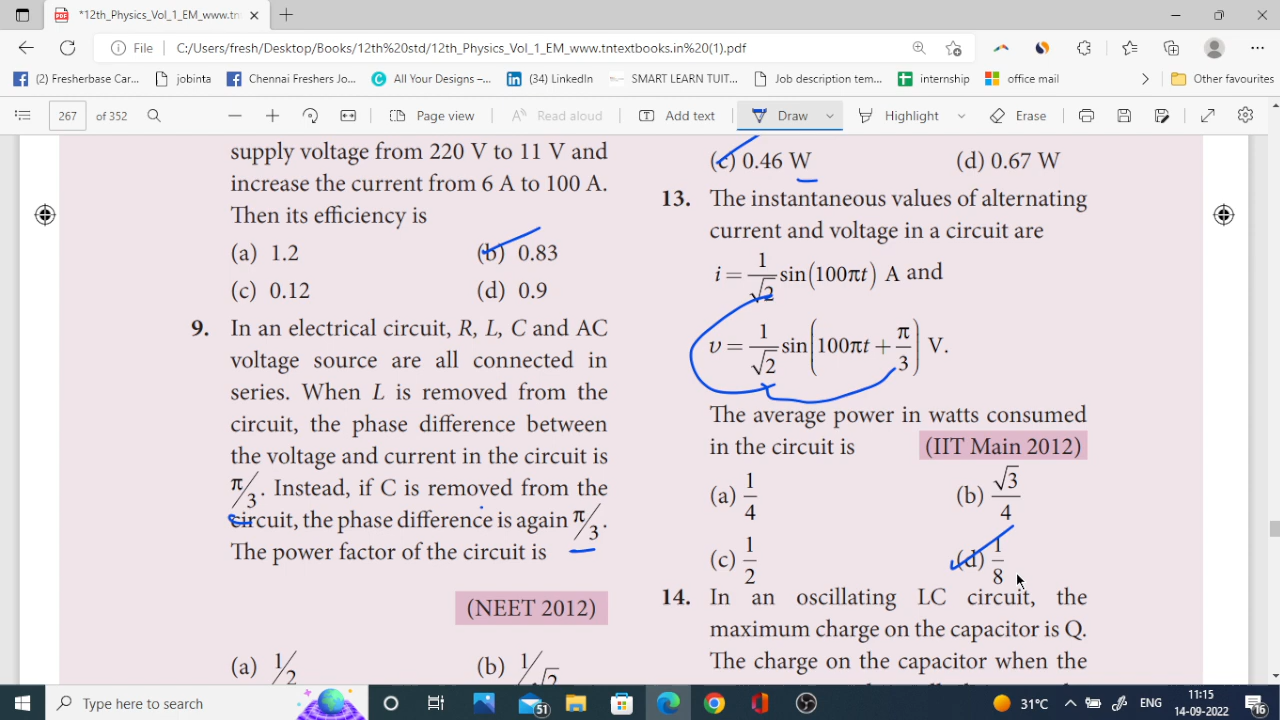 *12th_Physics_Vol_1_EM_www.tn
File
C:/Users/fresh/Desktop/Books/12th%20std/12th_Physics_Vol_1_EM_www.tntextbooks.in%20(1).pdf
(2) Fresherbase Car...
jobinta
Chennai Freshers Jo...
All Your Designs –...
(34) LinkedIn
SMART LEARN TUIT...
Job description tem...
internship
office mail
Other favourites
267 of 352
Page view
Read aloud
Add text
Draw
Highlight
Erase
supply voltage from 220 V to 11 V and
increase the current from 6 A to 100 A.
Then its efficiency is
(a) 1.2 (b) 0.83
(c) 0.12 (d) 0.9
9. In an electrical circuit, R, L, C and AC
voltage source are all connected in
series. When L is removed from the
circuit, the phase difference between
the voltage and current in the circuit is
π/3. Instead, if C is removed from the
circuit, the phase difference is again π/3.
The power factor of the circuit is
(NEET 2012)
(a) 1/2 (b) 1/√2
(c) 0.46 W (d) 0.67 W
13. The instantaneous values of alternating
current and voltage in a circuit are
i = 1/√2 sin(100πt) A and
υ = 1/√2 sin(100πt + π/3) V.
The average power in watts consumed
in the circuit is (IIT Main 2012)
(a) 1/4 (b) √3/4
(c) 1/2 (d) 1/8
14. In an oscillating LC circuit, the
maximum charge on the capacitor is Q.
The charge on the capacitor when the
Type here to search
51
31°C
ENG
11:15
14-09-2022
16